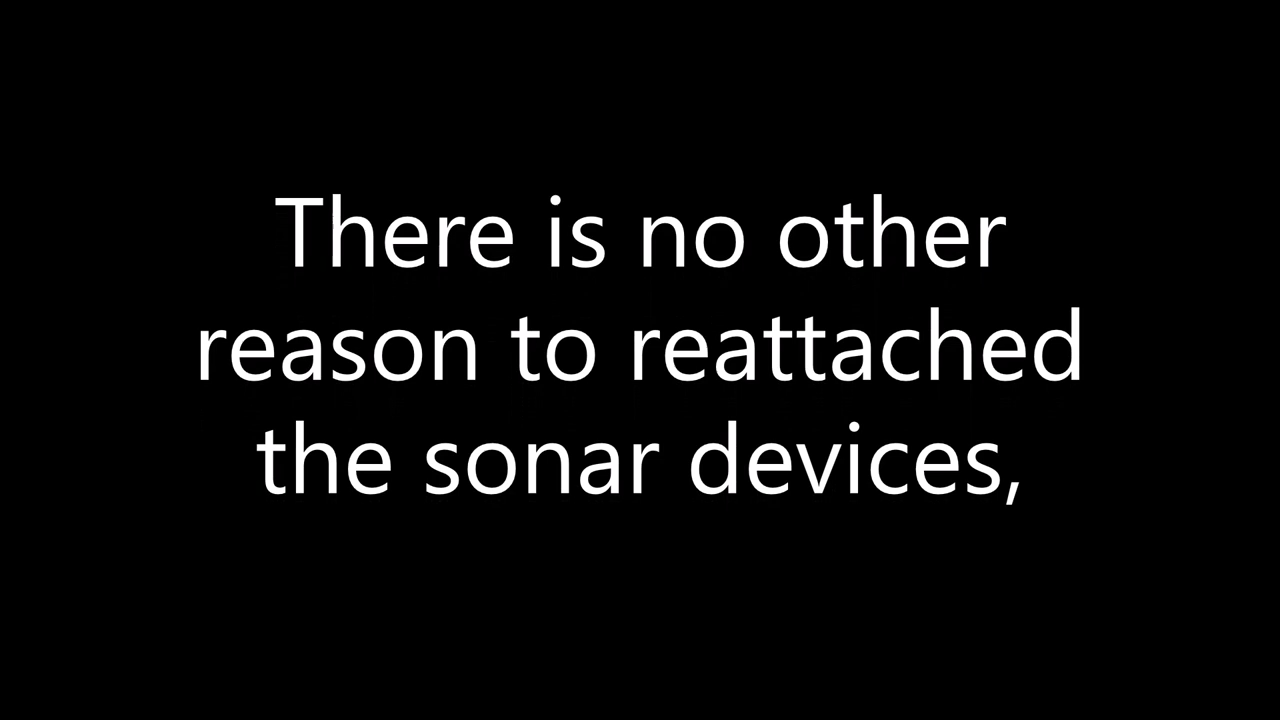 There is no other
reason to reattached
the sonar devices,